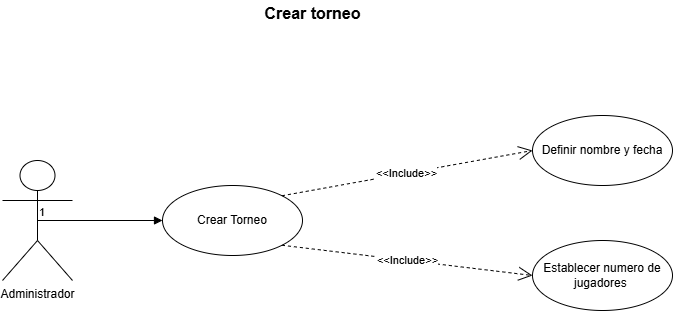 Crear torneo
Definir nombre y fecha
<<Include>>
1
Crear Torneo
<<Include>>
Establecer numero de
jugadores
Administrador